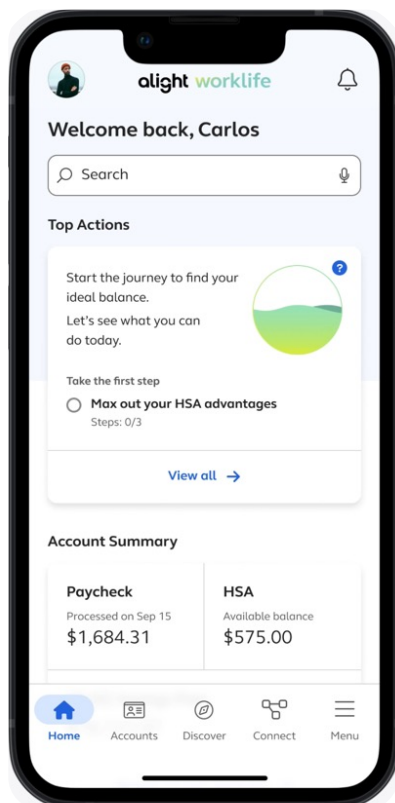 alight worklife
Welcome back, Carlos
Search
Top Actions
?
Start the journey to find your
ideal balance.
Let's see what you can
do today.
Take the first step
Max out your HSA advantages
Steps: 0/3
View all →
Account Summary
Paycheck
Processed on Sep 15
$1,684.31
HSA
Available balance
$575.00
Home
Accounts
Discover
Connect
Menu